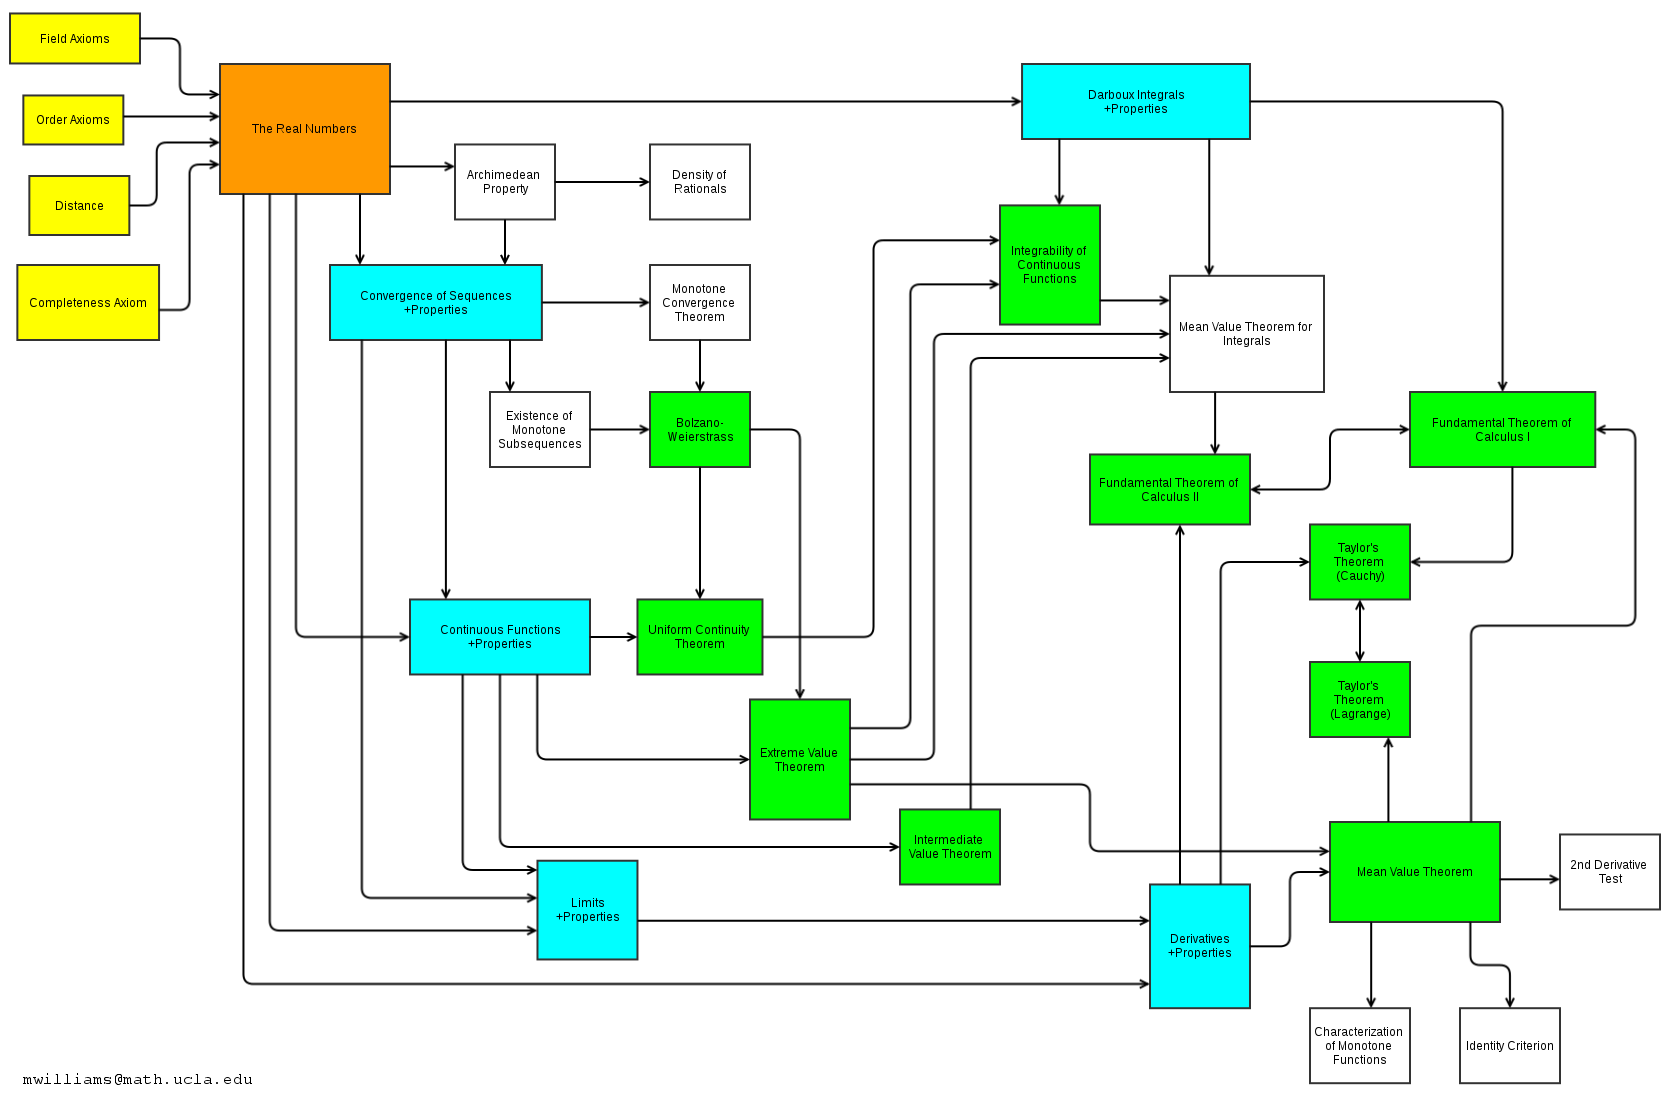 Field Axioms
Order Axioms
Distance
Completeness Axiom
The Real Numbers
Archimedean
Property
Density of
Rationals
Darboux Integrals
+Properties
Convergence of Sequences
+Properties
Monotone
Convergence
Theorem
Integrability of
Continuous
Functions
Mean Value Theorem for
Integrals
Existence of
Monotone
Subsequences
Bolzano-
Weierstrass
Fundamental Theorem of
Calculus I
Fundamental Theorem of
Calculus II
Taylor's
Theorem
(Cauchy)
Continuous Functions
+Properties
Uniform Continuity
Theorem
Taylor's
Theorem
(Lagrange)
Extreme Value
Theorem
Intermediate
Value Theorem
Mean Value Theorem
2nd Derivative
Test
Limits
+Properties
Derivatives
+Properties
Characterization
of Monotone
Functions
Identity Criterion
mwilliams@math.ucla.edu